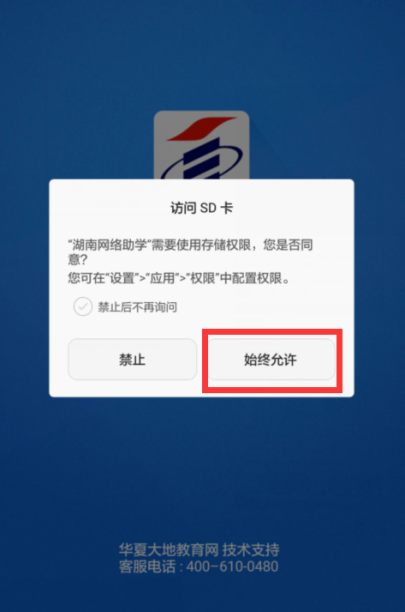 访问 SD 卡
“湖南网络助学”需要使用存储权限，您是否同
意？
您可在“设置”>“应用”>“权限”中配置权限。
禁止后不再询问
禁止
始终允许
华夏大地教育网 技术支持
客服电话 : 400-610-0480